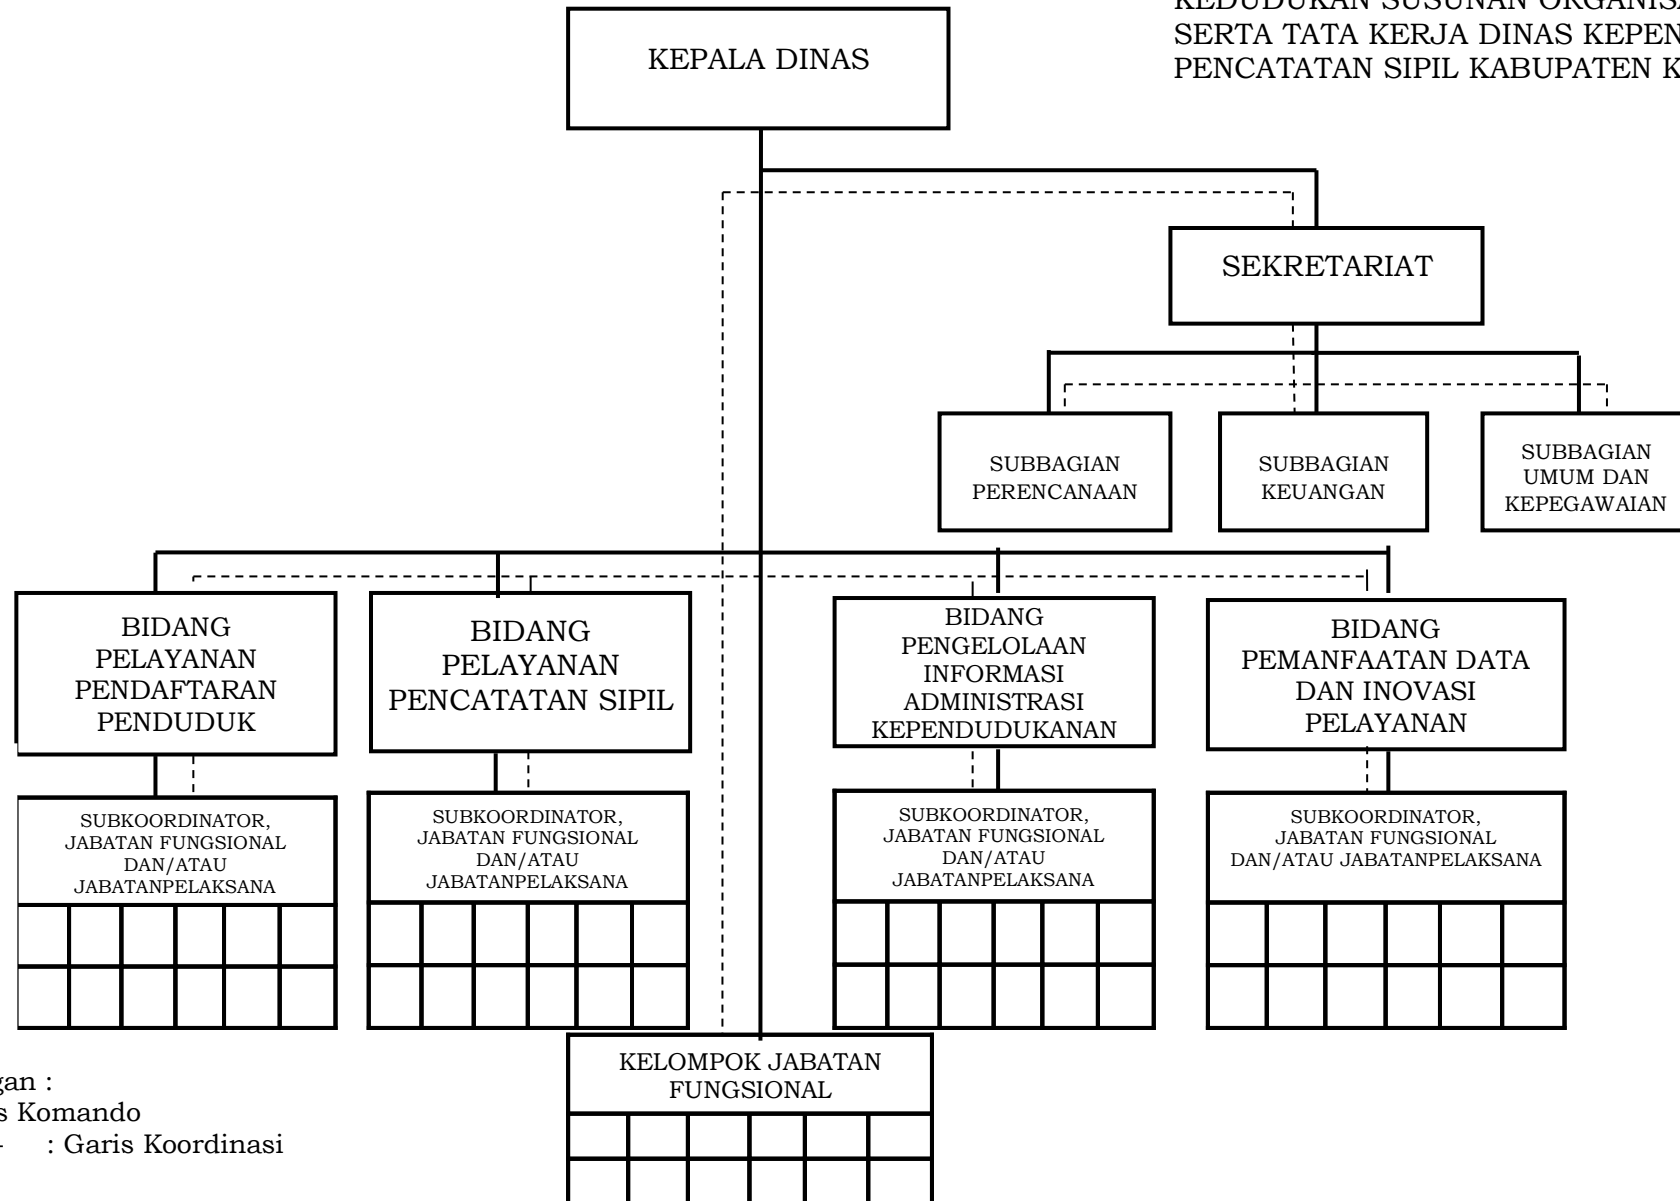 KEDUDUKAN SUSUNAN
SERTA TATA KERJA DINAS
PENCATATAN SIPIL KABUPATEN
KEPALA DINAS
SEKRETARIAT
SUBBAGIAN
PERENCANAAN
SUBBAGIAN
KEUANGAN
SUBBAGIAN
UMUM DAN
KEPEGAWAIAN
BIDANG
PELAYANAN
PENDAFTARAN
PENDUDUK
BIDANG
PELAYANAN
PENCATATAN SIPIL
BIDANG
PENGELOLAAN
INFORMASI
ADMINISTRASI
KEPENDUDUKANAN
BIDANG
PEMANFAATAN DATA
DAN INOVASI
PELAYANAN
SUBKOORDINATOR,
JABATAN FUNGSIONAL
DAN/ATAU
JABATANPELAKSANA
SUBKOORDINATOR,
JABATAN FUNGSIONAL
DAN/ATAU
JABATANPELAKSANA
SUBKOORDINATOR,
JABATAN FUNGSIONAL
DAN/ATAU
JABATANPELAKSANA
SUBKOORDINATOR,
JABATAN FUNGSIONAL
DAN/ATAU JABATANPELAKSANA
KELOMPOK JABATAN
FUNGSIONAL
:
Komando
: Garis Koordinasi